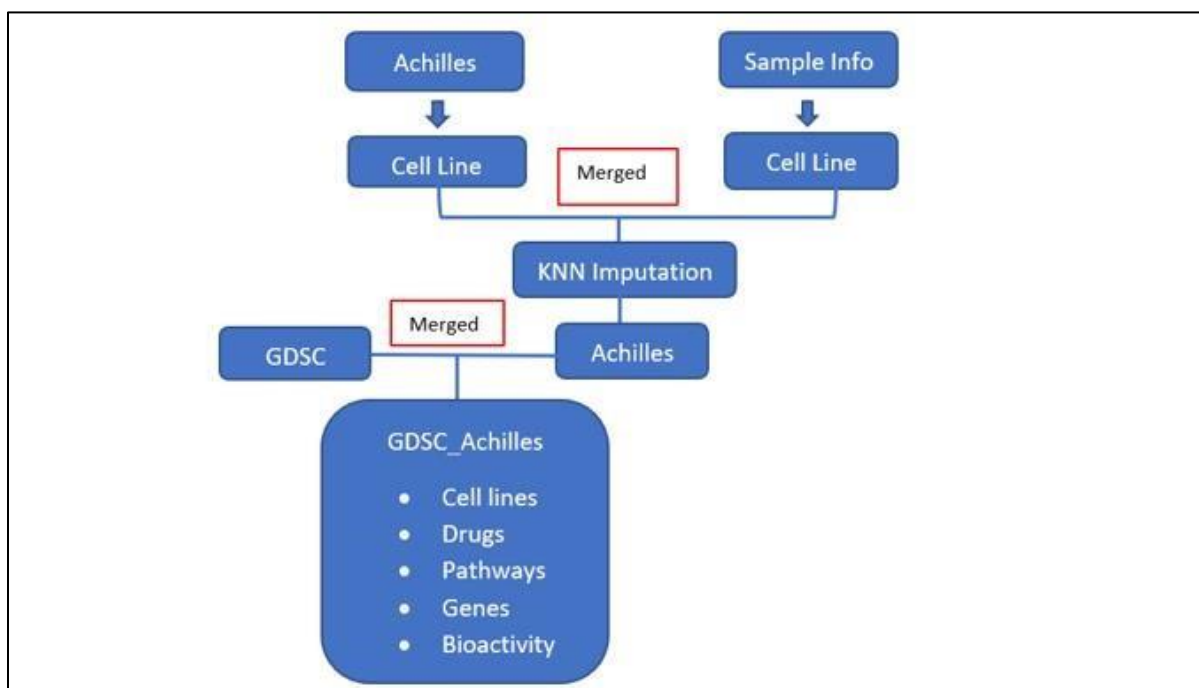 Achilles
Sample Info
Cell Line
Merged
Cell Line
KNN Imputation
Merged
GDSC
Achilles
GDSC_Achilles
• Cell lines
• Drugs
• Pathways
• Genes
• Bioactivity